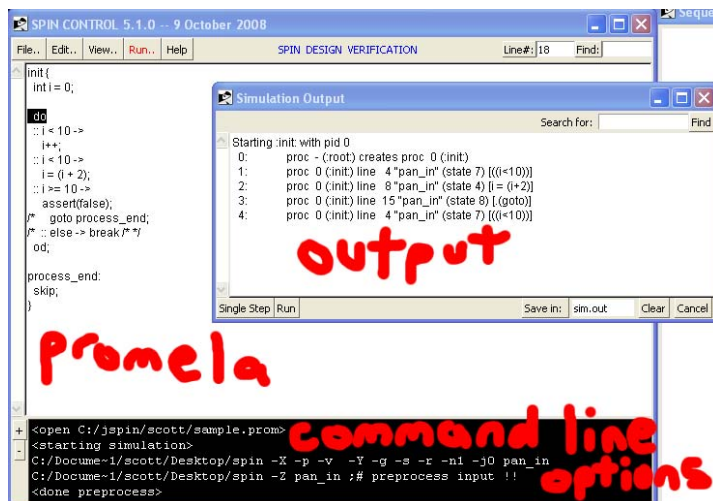 SPIN CONTROL 5.1.0 -- 9 October 2008
Seque
File.. Edit.. View.. Run.. Help SPIN DESIGN VERIFICATION Line#: 18 Find:
init {
int i = 0;
do
:: i < 10 ->
i++;
:: i < 10 ->
i = (i + 2);
:: i >= 10 ->
assert(false);
/* goto process_end;
/* :: else -> break /* */
od;
process_end:
skip;
}
Simulation Output
Search for: Find
Starting :init: with pid 0
0: proc - (:root:) creates proc 0 (:init:)
1: proc 0 (:init:) line 4 "pan_in" (state 7) [((i<10))]
2: proc 0 (:init:) line 8 "pan_in" (state 4) [i = (i+2)]
3: proc 0 (:init:) line 15 "pan_in" (state 8) [.(goto)]
4: proc 0 (:init:) line 4 "pan_in" (state 7) [((i<10))]
output
Single Step Run Save in: sim.out Clear Cancel
promela
+ <open C:/jspin/scott/sample.prom>
command line
- <starting simulation>
C:/Docume~1/scott/Desktop/spin -X -p -v -Y -g -s -r -n1 -j0 pan_in
options
C:/Docume~1/scott/Desktop/spin -Z pan_in ;# preprocess input !!
<done preprocess>